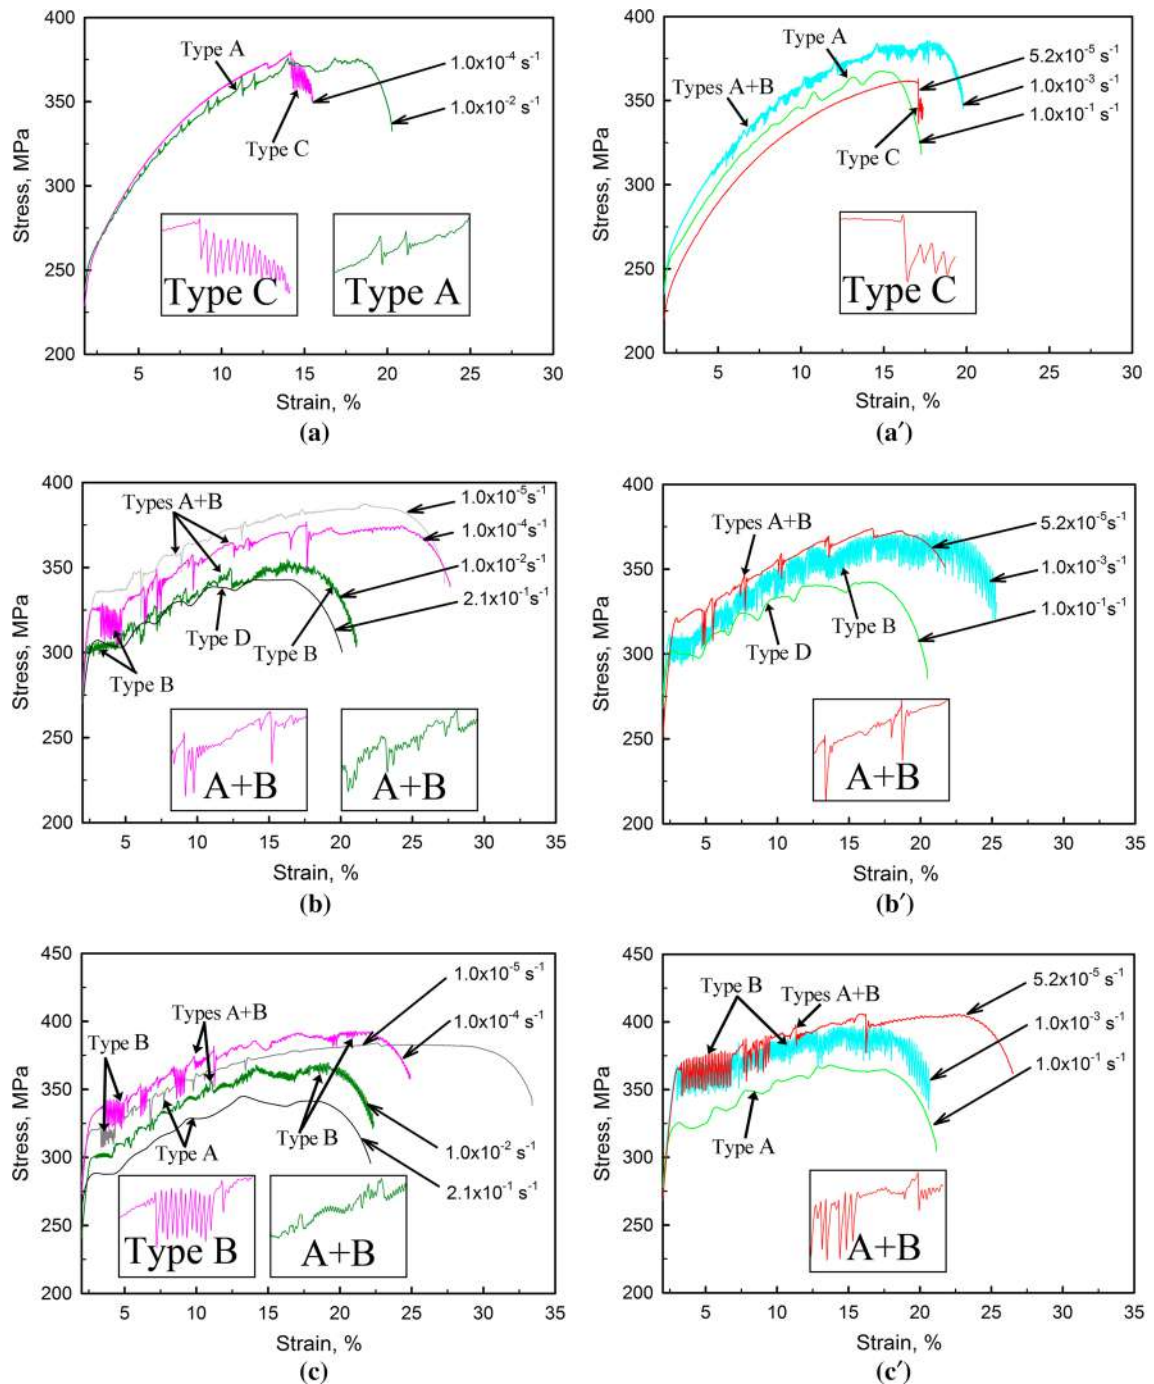 400
350
300
250
200
Stress, MPa
Type A
1.0x10⁻⁴ s⁻¹
1.0x10⁻² s⁻¹
Type C
Type C
Type A
5 10 15 20 25 30
Strain, %
(a)
400
350
300
250
200
Stress, MPa
Type A
Types A+B
5.2x10⁻⁵ s⁻¹
1.0x10⁻³ s⁻¹
1.0x10⁻¹ s⁻¹
Type C
Type C
5 10 15 20 25 30
Strain, %
(a′)
400
350
300
250
200
Stress, MPa
Types A+B
1.0x10⁻⁵s⁻¹
1.0x10⁻⁴s⁻¹
1.0x10⁻²s⁻¹
2.1x10⁻¹s⁻¹
Type D
Type B
Type B
A+B
A+B
5 10 15 20 25 30 35
Strain, %
(b)
400
350
300
250
200
Stress, MPa
Types A+B
5.2x10⁻⁵s⁻¹
1.0x10⁻³s⁻¹
1.0x10⁻¹s⁻¹
Type B
Type D
A+B
5 10 15 20 25 30 35
Strain, %
(b′)
450
400
350
300
250
200
Stress, MPa
Types A+B
Type B
1.0x10⁻⁵ s⁻¹
1.0x10⁻⁴ s⁻¹
1.0x10⁻² s⁻¹
2.1x10⁻¹ s⁻¹
Type A
Type B
Type B
A+B
5 10 15 20 25 30 35
Strain, %
(c)
450
400
350
300
250
200
Stress, MPa
Type B
Types A+B
5.2x10⁻⁵ s⁻¹
1.0x10⁻³ s⁻¹
1.0x10⁻¹ s⁻¹
Type A
A+B
5 10 15 20 25 30 35
Strain, %
(c′)